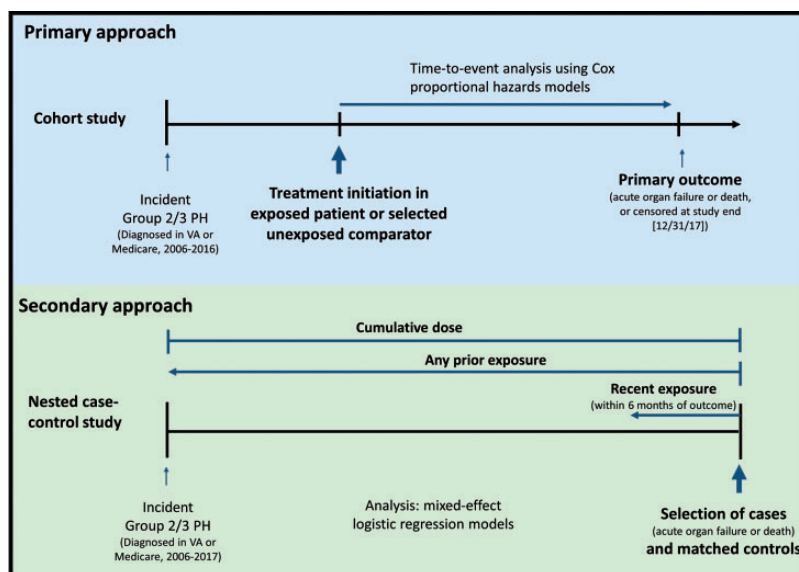 Primary approach
Time-to-event analysis using Cox
proportional hazards models
Cohort study
Incident
Group 2/3 PH
(Diagnosed in VA or
Medicare, 2006-2016)
Treatment initiation in
exposed patient or selected
unexposed comparator
Primary outcome
(acute organ failure or death,
or censored at study end
[12/31/17])
Secondary approach
Cumulative dose
Any prior exposure
Recent exposure
(within 6 months of outcome)
Nested case-
control study
Incident
Group 2/3 PH
(Diagnosed in VA or
Medicare, 2006-2017)
Analysis: mixed-effect
logistic regression models
Selection of cases
(acute organ failure or death)
and matched controls